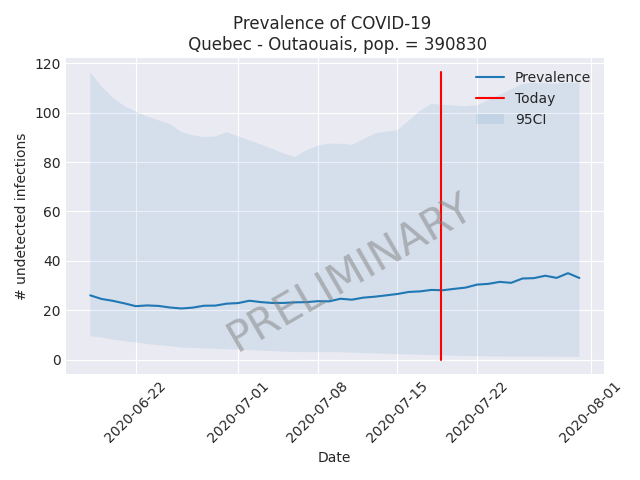 Prevalence of COVID-19
Quebec - Outaouais, pop. = 390830
120
100
80
60
40
20
0
# undetected infections
Prevalence
Today
95CI
PRELIMINARY
2020-06-22
2020-07-01
2020-07-08
2020-07-15
2020-07-22
2020-08-01
Date